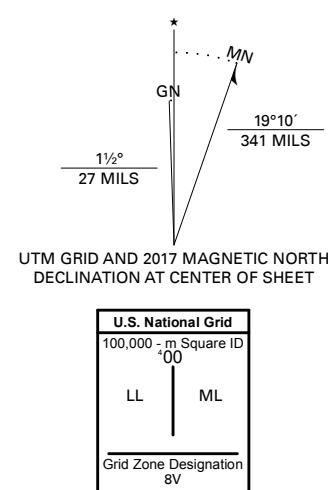 ★
MN
GN
19°10´
341 MILS
1½°
27 MILS
UTM GRID AND 2017 MAGNETIC NORTH
DECLINATION AT CENTER OF SHEET
U.S. National Grid
100,000 - m Square ID
⁴00
LL ML
Grid Zone Designation
8V